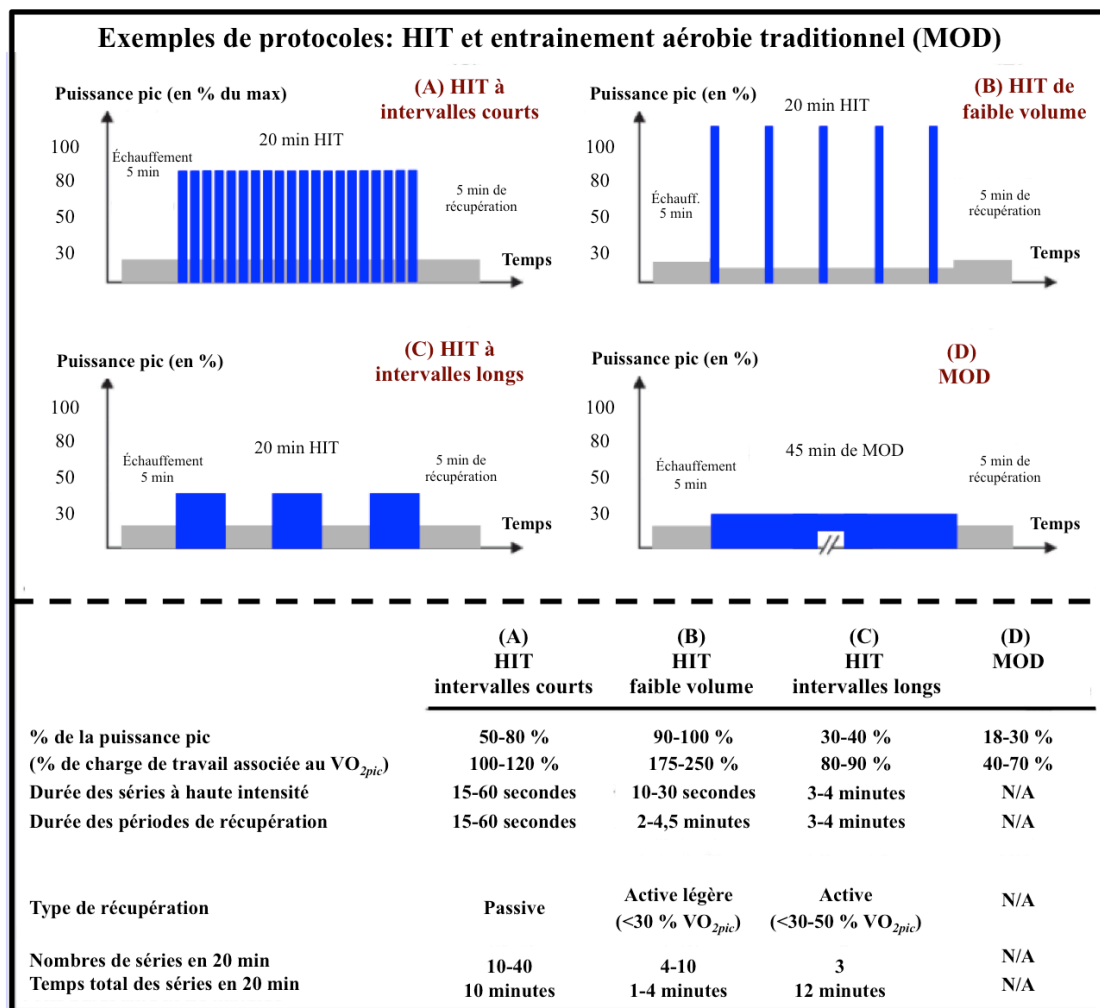 Exemples de protocoles: HIT et entrainement aérobie traditionnel (MOD)
Puissance pic (en % du max)
(A) HIT à
intervalles courts
20 min HIT
Échauffement
5 min
5 min de
récupération
100
80
50
30
Temps
Puissance pic (en %)
(B) HIT de
faible volume
20 min HIT
Échauff.
5 min
5 min de
récupération
100
80
50
30
Temps
Puissance pic (en %)
(C) HIT à
intervalles longs
20 min HIT
Échauffement
5 min
5 min de
récupération
100
80
50
30
Temps
Puissance pic (en %)
(D)
MOD
45 min de MOD
Échauffement
5 min
5 min de
récupération
100
80
50
30
Temps
(A) (B) (C) (D)
HIT HIT HIT MOD
intervalles courts faible volume intervalles longs
% de la puissance pic 50-80 % 90-100 % 30-40 % 18-30 %
(% de charge de travail associée au VO2pic) 100-120 % 175-250 % 80-90 % 40-70 %
Durée des séries à haute intensité 15-60 secondes 10-30 secondes 3-4 minutes N/A
Durée des périodes de récupération 15-60 secondes 2-4,5 minutes 3-4 minutes N/A
Type de récupération Passive Active légère Active N/A
(<30 % VO2pic) (<30-50 % VO2pic)
Nombres de séries en 20 min 10-40 4-10 3 N/A
Temps total des séries en 20 min 10 minutes 1-4 minutes 12 minutes N/A